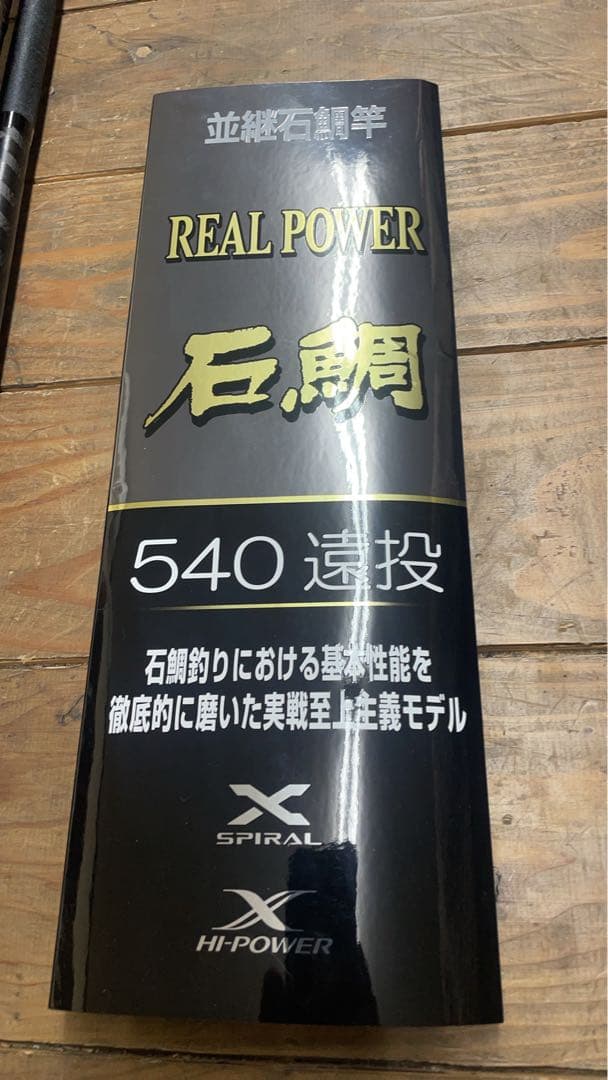 並継石鯛竿
REAL POWER
石鯛
540 遠投
石鯛釣りにおける基本性能を
徹底的に磨いた実戦至上主義モデル
X
SPIRAL
X
HI-POWER